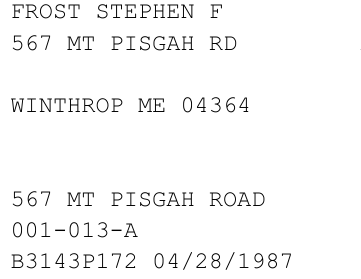 FROST STEPHEN F
567 MT PISGAH RD
WINTHROP ME 04364
567 MT PISGAH ROAD
001-013-A
B3143P172 04/28/1987